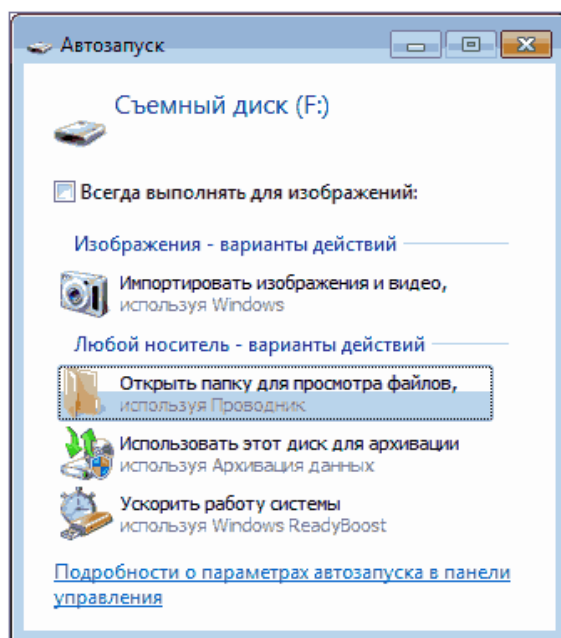 Автозапуск
Съемный диск (F:)
Всегда выполнять для изображений:
Изображения - варианты действий
Импортировать изображения и видео,
используя Windows
Любой носитель - варианты действий
Открыть папку для просмотра файлов,
используя Проводник
Использовать этот диск для архивации
используя Архивация данных
Ускорить работу системы
используя Windows ReadyBoost
Подробности о параметрах автозапуска в панели
управления